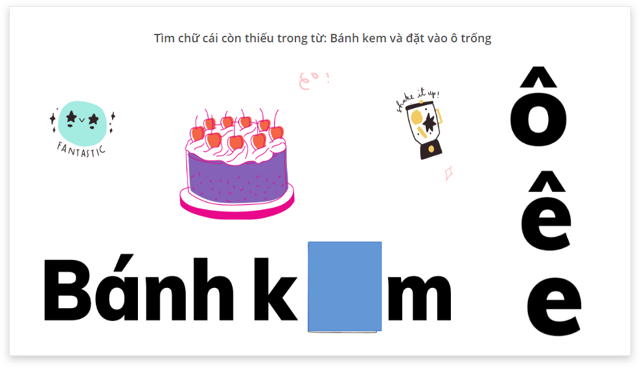 Tìm chữ cái còn thiếu trong từ: Bánh kem và đặt vào ô trống
FANTASTIC
shake it up!
ô
ê
e
Bánh k m